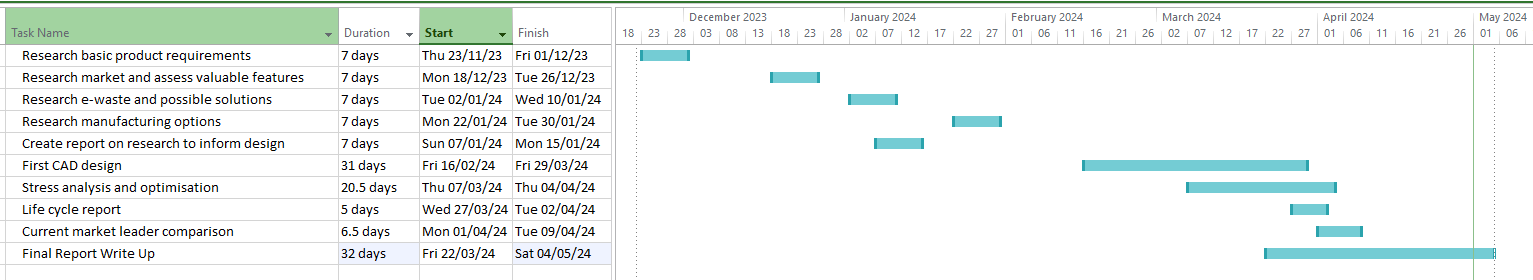 December 2023 January 2024 February 2024 March 2024 April 2024 May 2024
Task Name Duration Start Finish 18 23 28 03 08 13 18 23 28 02 07 12 17 22 27 01 06 11 16 21 26 02 07 12 17 22 27 01 06 11 16 21 26 01 06
Research basic product requirements 7 days Thu 23/11/23 Fri 01/12/23
Research market and assess valuable features 7 days Mon 18/12/23 Tue 26/12/23
Research e-waste and possible solutions 7 days Tue 02/01/24 Wed 10/01/24
Research manufacturing options 7 days Mon 22/01/24 Tue 30/01/24
Create report on research to inform design 7 days Sun 07/01/24 Mon 15/01/24
First CAD design 31 days Fri 16/02/24 Fri 29/03/24
Stress analysis and optimisation 20.5 days Thu 07/03/24 Thu 04/04/24
Life cycle report 5 days Wed 27/03/24 Tue 02/04/24
Current market leader comparison 6.5 days Mon 01/04/24 Tue 09/04/24
Final Report Write Up 32 days Fri 22/03/24 Sat 04/05/24